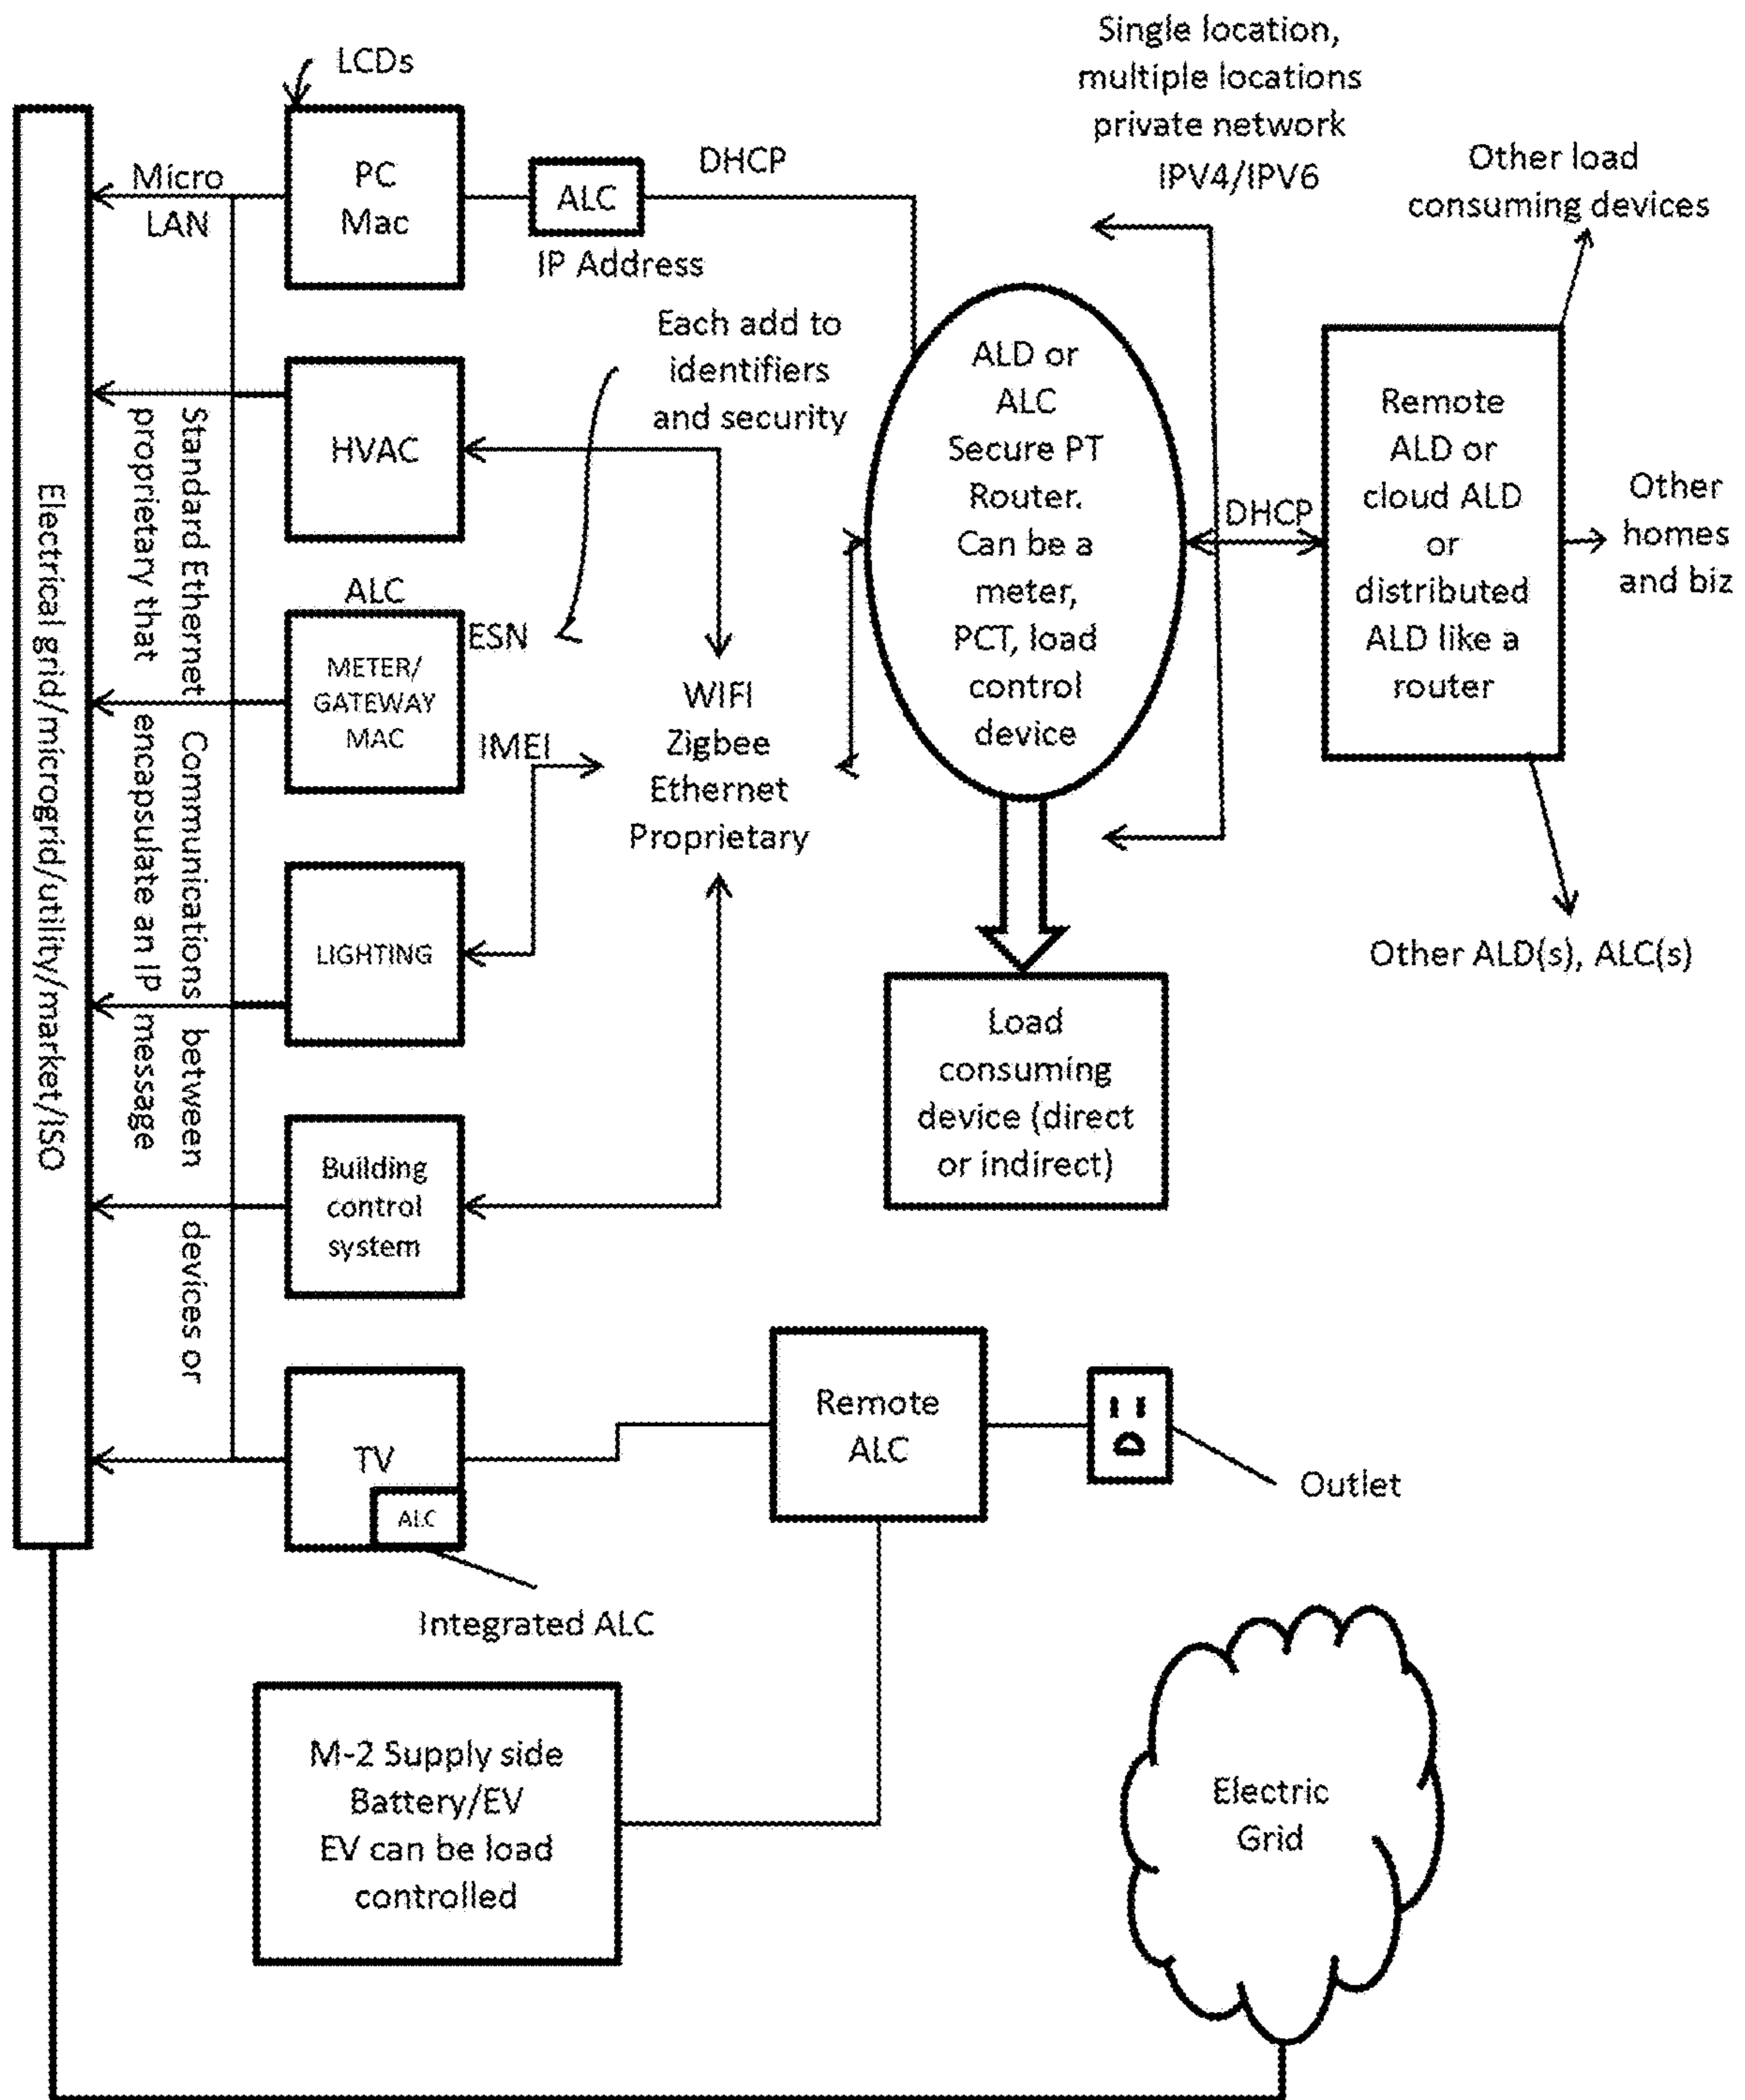 LCDs
Single location,
multiple locations
private network
IPV4/IPV6
Other load
consuming devices
Micro
LAN
PC
Mac
ALC
DHCP
IP Address
Each add to
identifiers
and security
HVAC
ALD or
ALC
Secure PT
Router.
Can be a
meter,
PCT, load
control
device
DHCP
Remote
ALD or
cloud ALD
or
distributed
ALD like a
router
Other
homes
and biz
Electrical grid/microgrid/utility/market/ISO
Standard Ethernet Communications between devices or
proprietary that encapsulate an IP message
ALC
METER/
GATEWAY
MAC
ESN
IMEI
WIFI
Zigbee
Ethernet
Proprietary
LIGHTING
Other ALD(s), ALC(s)
Load
consuming
device (direct
or indirect)
Building
control
system
TV
ALC
Remote
ALC
Outlet
Integrated ALC
M-2 Supply side
Battery/EV
EV can be load
controlled
Electric
Grid